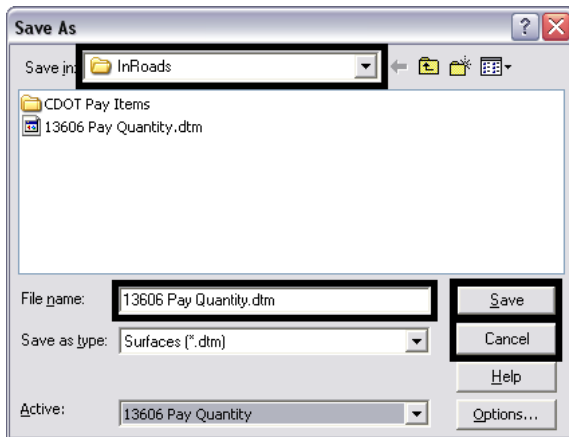 Save As
Save in: InRoads
CDOT Pay Items
13606 Pay Quantity.dtm
File name: 13606 Pay Quantity.dtm Save
Save as type: Surfaces (*.dtm) Cancel
Help
Active: 13606 Pay Quantity Options...